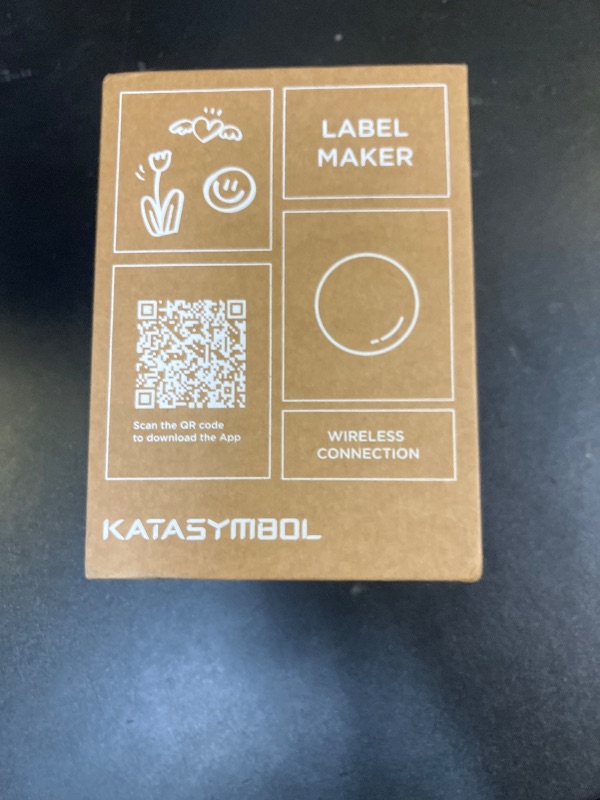 LABEL
MAKER
Scan the QR code
to download the App
WIRELESS
CONNECTION
KATASYMBOL